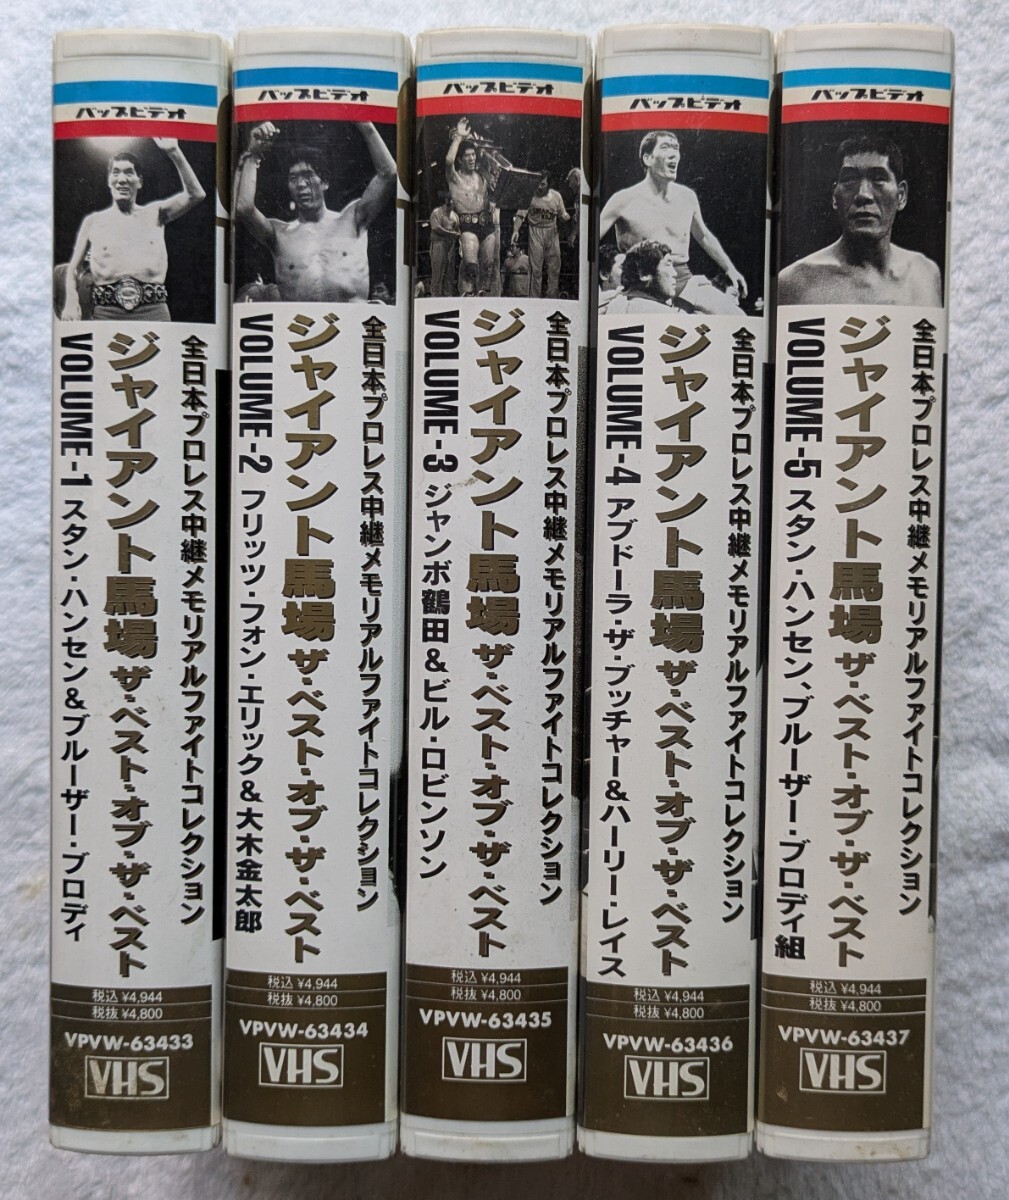 バップビデオ
全日本プロレス中継メモリアルファイトコレクション
ジャイアント馬場 ザ・ベスト・オブ・ザ・ベスト
VOLUME-1 スタン・ハンセン&ブルーザー・ブロディ
税込 ¥4,944
税抜 ¥4,800
VPVW-63433
VHS
バップビデオ
全日本プロレス中継メモリアルファイトコレクション
ジャイアント馬場 ザ・ベスト・オブ・ザ・ベスト
VOLUME-2 フリッツ・フォン・エリック&大木金太郎
税込 ¥4,944
税抜 ¥4,800
VPVW-63434
VHS
バップビデオ
全日本プロレス中継メモリアルファイトコレクション
ジャイアント馬場 ザ・ベスト・オブ・ザ・ベスト
VOLUME-3 ジャンボ鶴田&ビル・ロビンソン
税込 ¥4,944
税抜 ¥4,800
VPVW-63435
VHS
バップビデオ
全日本プロレス中継メモリアルファイトコレクション
ジャイアント馬場 ザ・ベスト・オブ・ザ・ベスト
VOLUME-4 アブドーラ・ザ・ブッチャー&ハーリー・レイス
税込 ¥4,944
税抜 ¥4,800
VPVW-63436
VHS
バップビデオ
全日本プロレス中継メモリアルファイトコレクション
ジャイアント馬場 ザ・ベスト・オブ・ザ・ベスト
VOLUME-5 スタン・ハンセン、ブルーザー・ブロディ組
税込 ¥4,944
税抜 ¥4,800
VPVW-63437
VHS